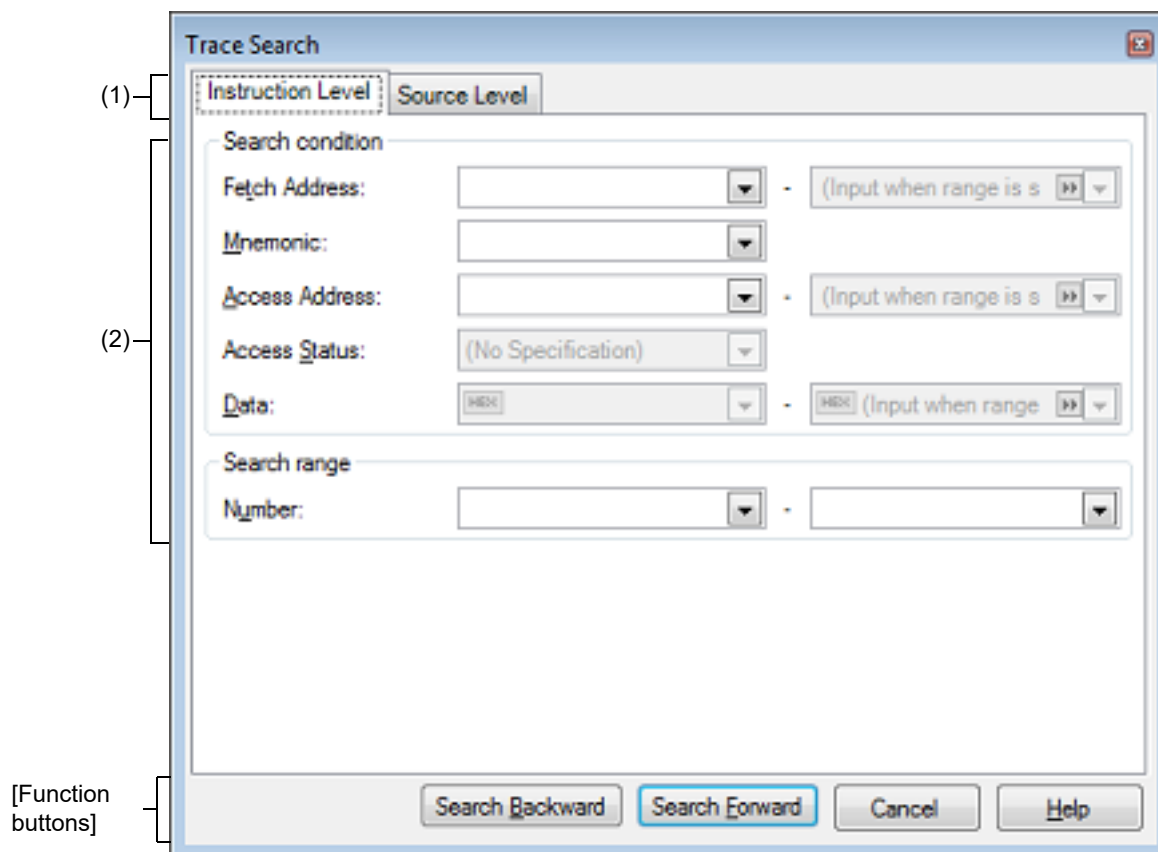 Trace Search
(1)
Instruction Level Source Level
Search condition
Fetch Address: - (Input when range is s
Mnemonic:
(2)
Access Address: - (Input when range is s
Access Status: (No Specification)
Data: HEX - HEX (Input when range
Search range
Number: -
[Function
buttons]
Search Backward Search Forward Cancel Help